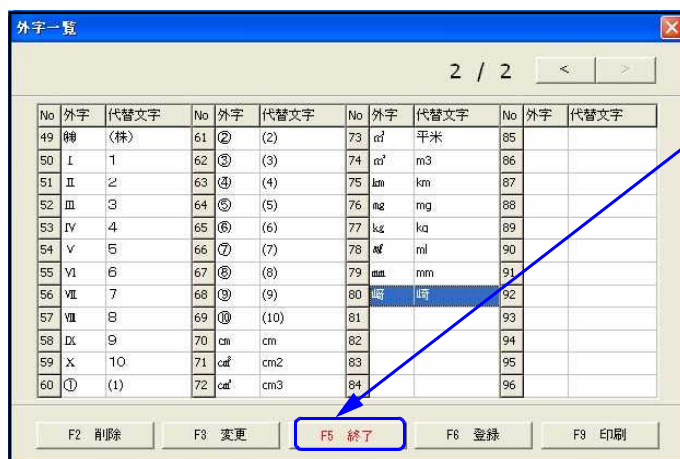 外字一覧
2 / 2 < >
No 外字 代替文字 No 外字 代替文字 No 外字 代替文字 No 外字 代替文字
49 ㈱ (株) 61 ② (2) 73 ㎡ 平米 85
50 Ⅰ 1 62 ③ (3) 74 ㎥ m3 86
51 Ⅱ 2 63 ④ (4) 75 ㎞ km 87
52 Ⅲ 3 64 ⑤ (5) 76 ㎎ mg 88
53 Ⅳ 4 65 ⑥ (6) 77 ㎏ kg 89
54 Ⅴ 5 66 ⑦ (7) 78 ㎖ ml 90
55 Ⅵ 6 67 ⑧ (8) 79 ㎜ mm 91
56 Ⅶ 7 68 ⑨ (9) 80 﨑 崎 92
57 Ⅷ 8 69 ⑩ (10) 81 93
58 Ⅸ 9 70 ㎝ cm 82 94
59 Ⅹ 10 71 ㎠ cm2 83 95
60 ① (1) 72 ㎤ cm3 84 96
F2 削除 F3 変更 F5 終了 F6 登録 F9 印刷